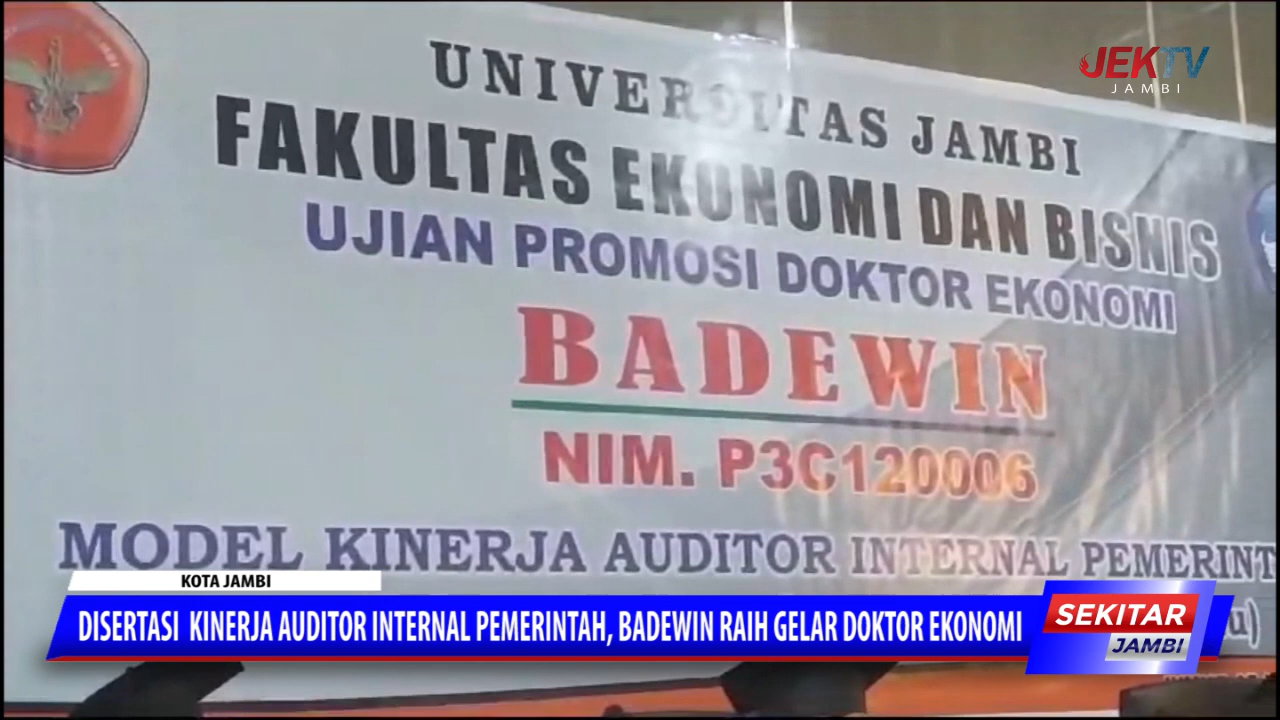 JEKTV
JAMBI
UNIVERSITAS JAMBI
FAKULTAS EKONOMI DAN BISNIS
UJIAN PROMOSI DOKTOR EKONOMI
BADEWIN
NIM. P3C120006
MODEL KINERJA AUDITOR INTERNAL PEMERINT
KOTA JAMBI
DISERTASI KINERJA AUDITOR INTERNAL PEMERINTAH, BADEWIN RAIH GELAR DOKTOR EKONOMI
SEKITAR
JAMBI